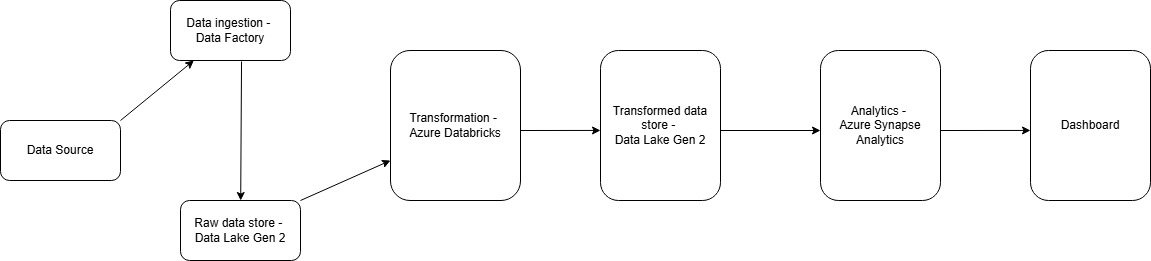 Data ingestion -
Data Factory
Data Source
Raw data store -
Data Lake Gen 2
Transformation -
Azure Databricks
Transformed data
store -
Data Lake Gen 2
Analytics -
Azure Synapse
Analytics
Dashboard